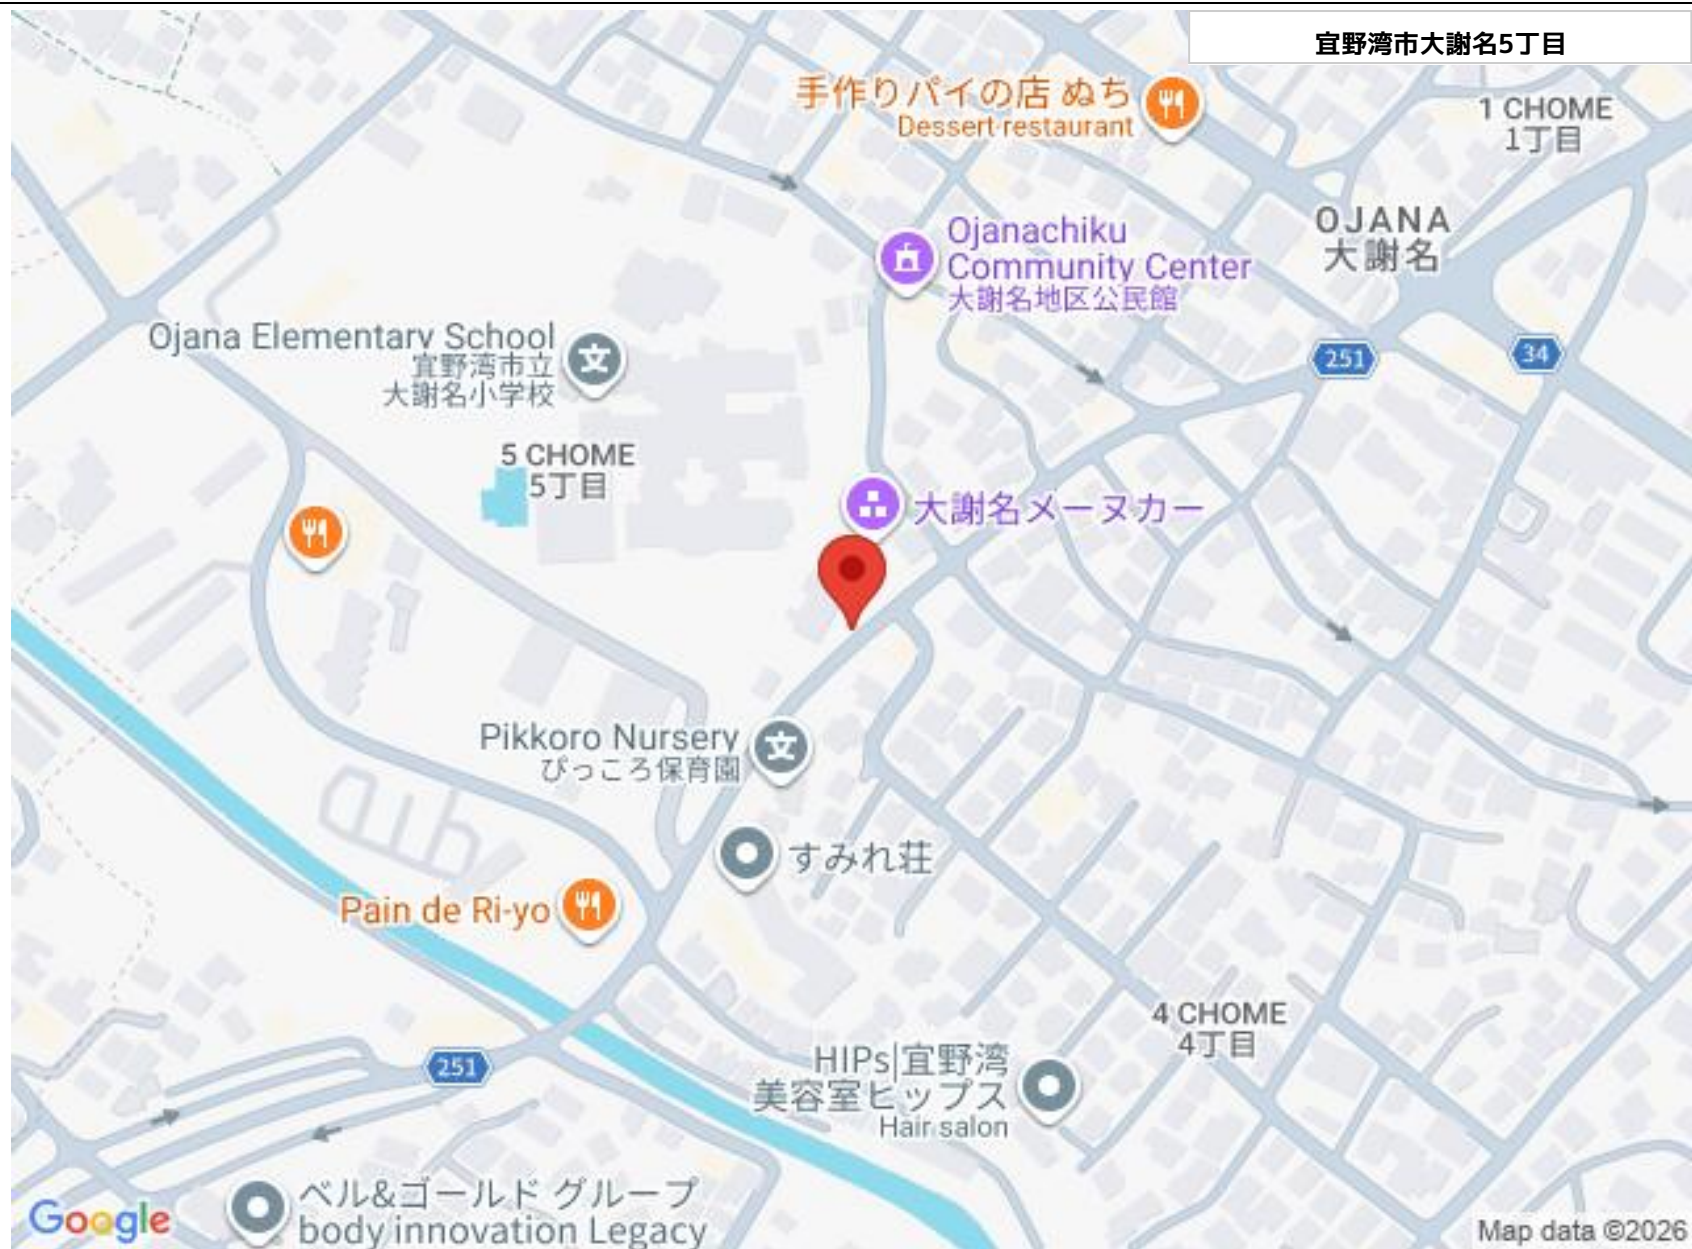 宜野湾市大謝名5丁目
手作りパイの店 ぬち
Dessert restaurant
1 CHOME
1丁目
OJANA
大謝名
Ojanachiku
Community Center
大謝名地区公民館
Ojana Elementary School
宜野湾市立
大謝名小学校
251
34
5 CHOME
5丁目
大謝名メーヌカー
Pikkoro Nursery
ぴっころ保育園
すみれ荘
Pain de Ri-yo
4 CHOME
4丁目
HIPs|宜野湾
美容室ヒップス
Hair salon
251
ベル&ゴールド グループ
body innovation Legacy
Google
Map data ©2026